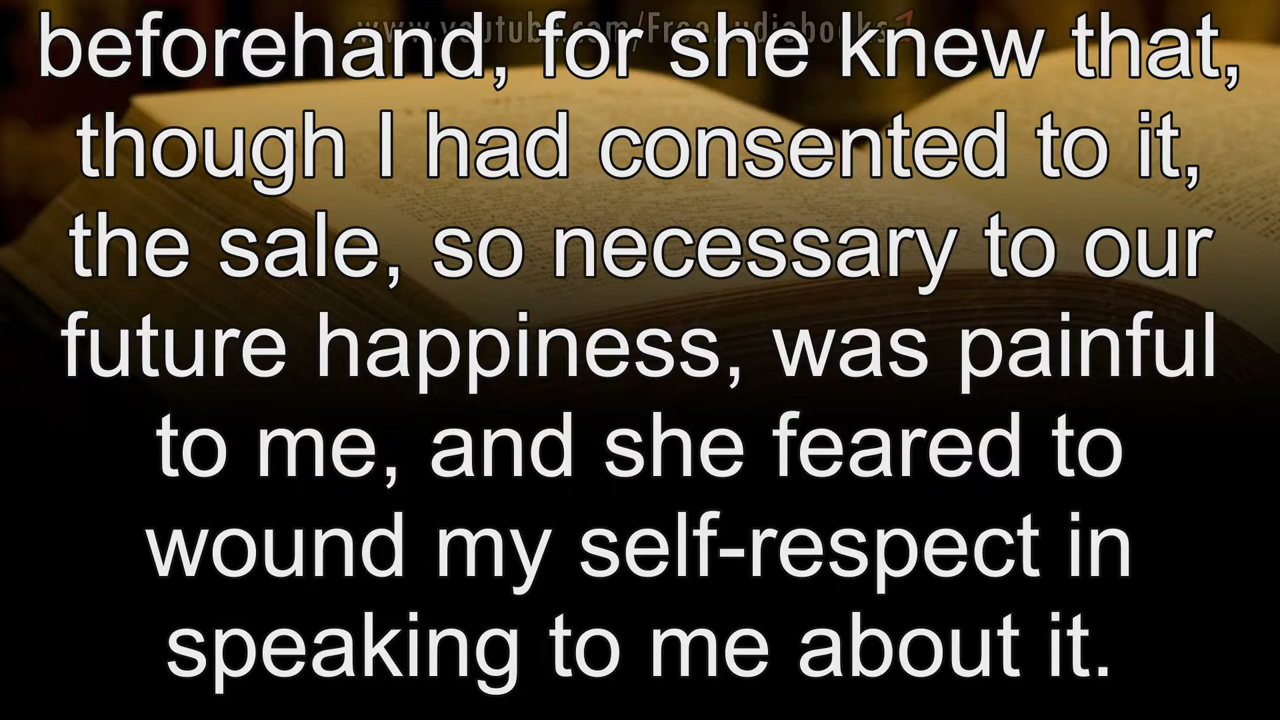 www.youtube.com/FreeAudiobooks
beforehand, for she knew that,
though I had consented to it,
the sale, so necessary to our
future happiness, was painful
to me, and she feared to
wound my self-respect in
speaking to me about it.